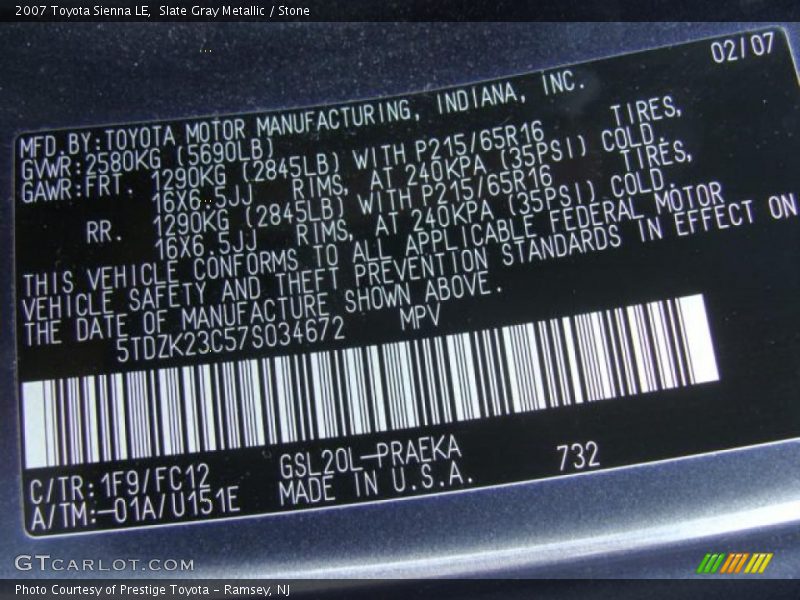 2007 Toyota Sienna LE,  Slate Gray Metallic / Stone
02/07
MFD.BY:TOYOTA MOTOR MANUFACTURING, INDIANA, INC.
GVWR:2580KG (5690LB)
GAWR:FRT. 1290KG (2845LB) WITH P215/65R16 TIRES,
16X6.5JJ RIMS, AT 240KPA (35PSI) COLD.
RR. 1290KG (2845LB) WITH P215/65R16 TIRES,
16X6.5JJ RIMS, AT 240KPA (35PSI) COLD.
THIS VEHICLE CONFORMS TO ALL APPLICABLE FEDERAL MOTOR
VEHICLE SAFETY AND THEFT PREVENTION STANDARDS IN EFFECT ON
THE DATE OF MANUFACTURE SHOWN ABOVE.
5TDZK23C57S034672 MPV
C/TR:1F9/FC12 GSL20L-PRAEKA 732
A/TM:-01A/U151E MADE IN U.S.A.
GTCARLOT.COM
Photo Courtesy of Prestige Toyota - Ramsey, NJ